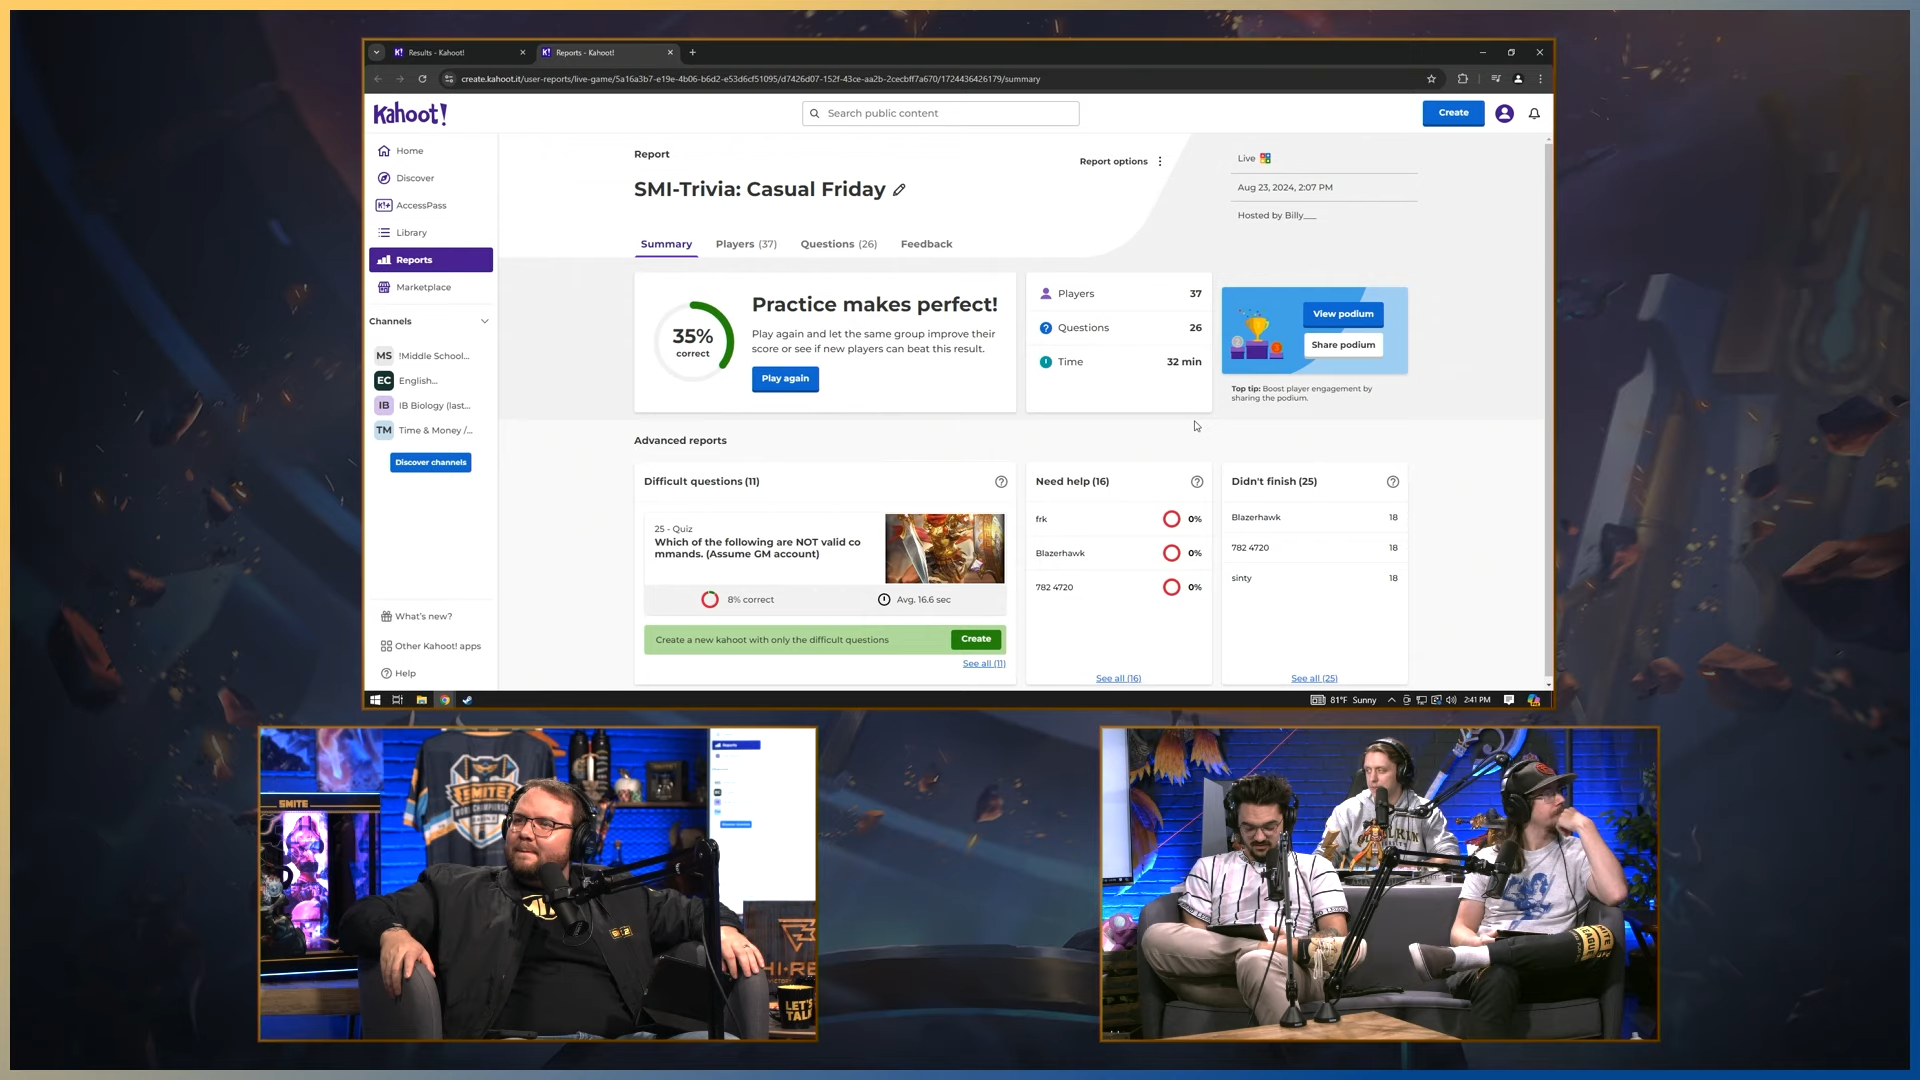 Results - Kahoot!
Reports - Kahoot!
create.kahoot.it/user-reports/live-game/5a16a3b7-e19e-4b06-b6d2-e53d6cf51095/d7426d07-152f-43ce-aa2b-2cecbff7a670/1724436426179/summary
Kahoot!
Search public content
Create
Home
Discover
K!+ AccessPass
Library
Reports
Marketplace
Channels
MS !Middle School...
EC English...
IB IB Biology (last...
TM Time & Money /...
Discover channels
What's new?
Other Kahoot! apps
Help
Report
Report options
SMI-Trivia: Casual Friday
Live
Aug 23, 2024, 2:07 PM
Hosted by Billy___
Summary
Players (37)
Questions (26)
Feedback
35%
correct
Practice makes perfect!
Play again and let the same group improve their
score or see if new players can beat this result.
Play again
Players 37
Questions 26
Time 32 min
View podium
Share podium
Top tip: Boost player engagement by
sharing the podium.
Advanced reports
Difficult questions (11)
25 - Quiz
Which of the following are NOT valid co
mmands. (Assume GM account)
8% correct
Avg. 16.6 sec
Create a new kahoot with only the difficult questions
Create
See all (11)
Need help (16)
frk 0%
Blazerhawk 0%
782 4720 0%
See all (16)
Didn't finish (25)
Blazerhawk 18
782 4720 18
sinty 18
See all (25)
81°F Sunny
2:41 PM
SMITE
SMITE
Reports
HI-RE
LET'S
TALK
SMITE